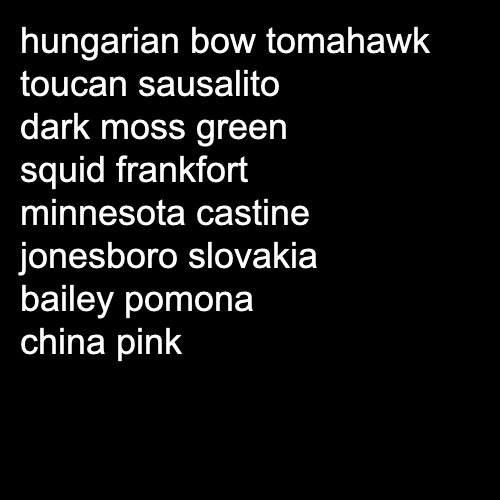 hungarian bow tomahawk
toucan sausalito
dark moss green
squid frankfort
minnesota castine
jonesboro slovakia
bailey pomona
china pink